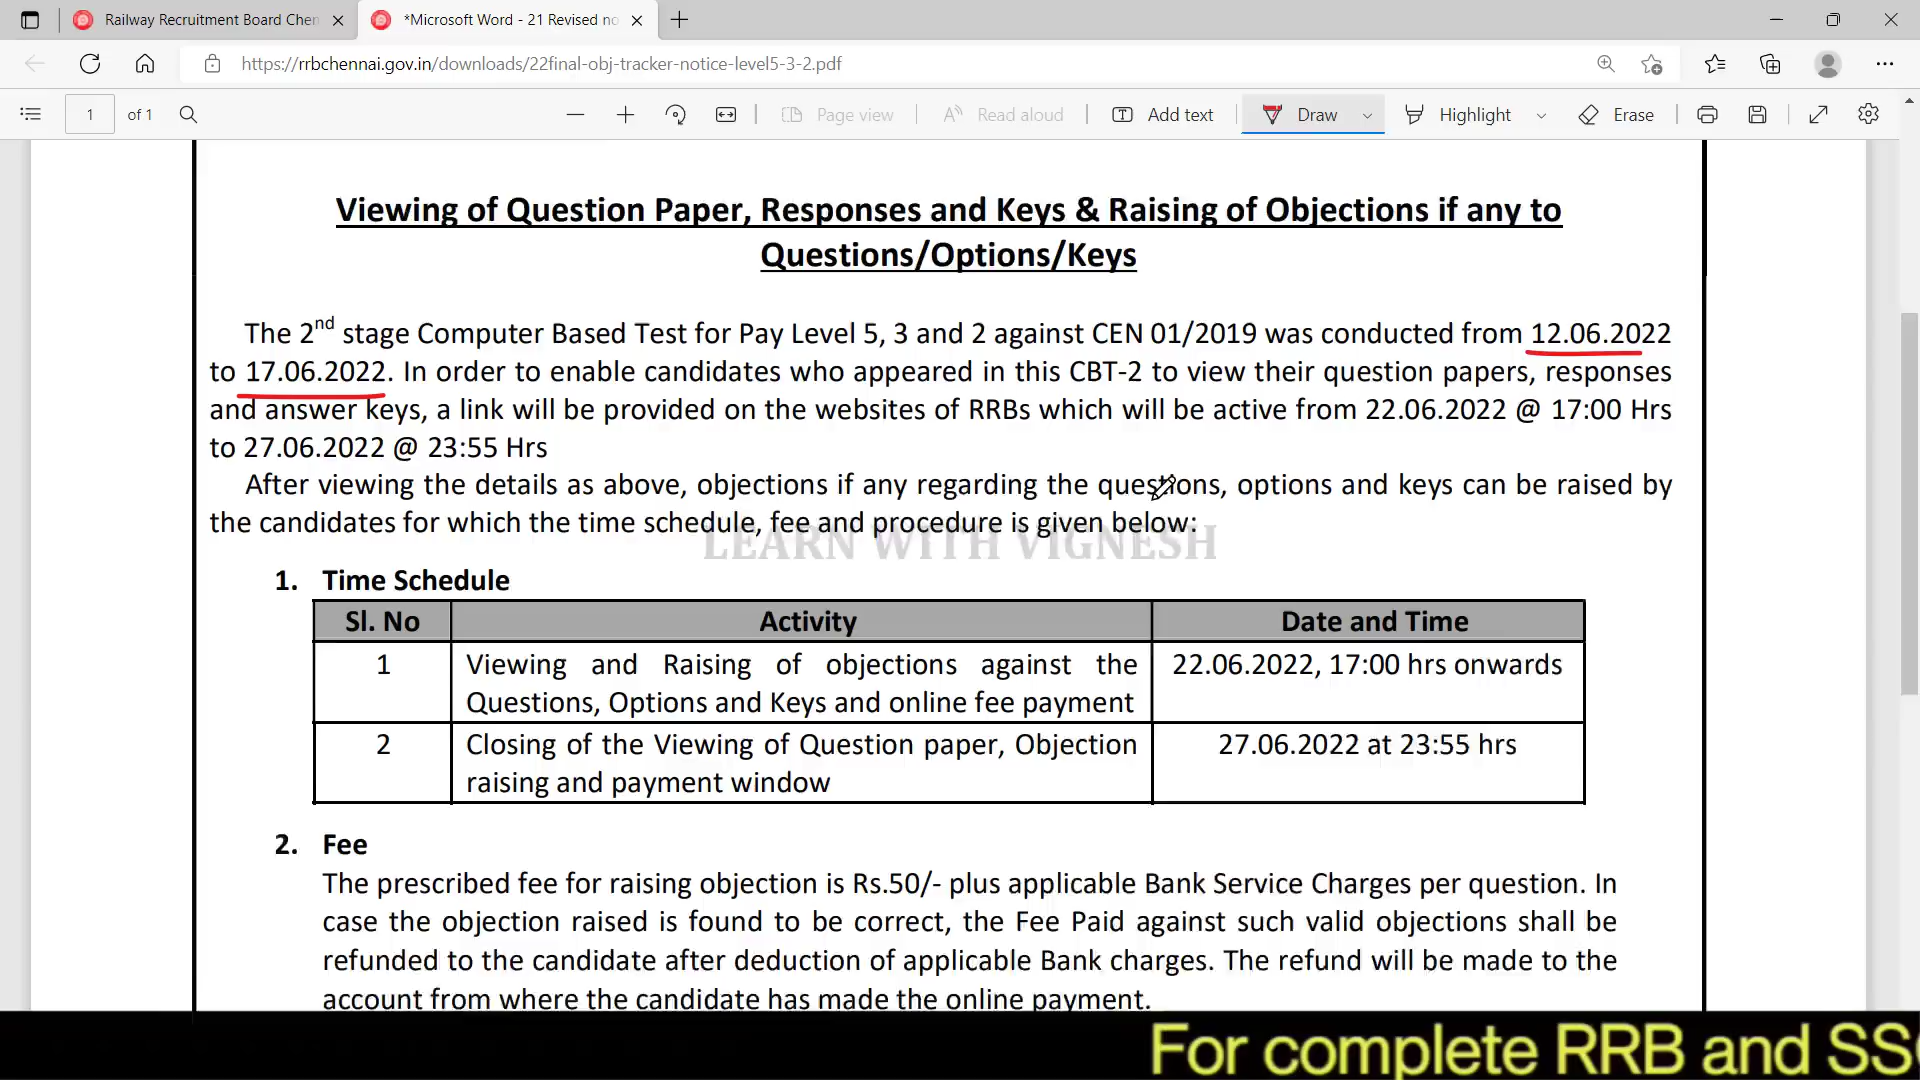 Railway Recruitment Board Chen
*Microsoft Word - 21 Revised no
https://rrbchennai.gov.in/downloads/22final-obj-tracker-notice-level5-3-2.pdf
1 of 1 Page view Read aloud Add text Draw Highlight Erase
Viewing of Question Paper, Responses and Keys & Raising of Objections if any to
Questions/Options/Keys
The 2nd stage Computer Based Test for Pay Level 5, 3 and 2 against CEN 01/2019 was conducted from 12.06.2022
to 17.06.2022. In order to enable candidates who appeared in this CBT-2 to view their question papers, responses
and answer keys, a link will be provided on the websites of RRBs which will be active from 22.06.2022 @ 17:00 Hrs
to 27.06.2022 @ 23:55 Hrs
After viewing the details as above, objections if any regarding the questions, options and keys can be raised by
the candidates for which the time schedule, fee and procedure is given below:
LEARN WITH VIGNESH
1. Time Schedule
Sl. No Activity Date and Time
1 Viewing and Raising of objections against the 22.06.2022, 17:00 hrs onwards
Questions, Options and Keys and online fee payment
2 Closing of the Viewing of Question paper, Objection 27.06.2022 at 23:55 hrs
raising and payment window
2. Fee
The prescribed fee for raising objection is Rs.50/- plus applicable Bank Service Charges per question. In
case the objection raised is found to be correct, the Fee Paid against such valid objections shall be
refunded to the candidate after deduction of applicable Bank charges. The refund will be made to the
account from where the candidate has made the online payment.
For complete RRB and SS